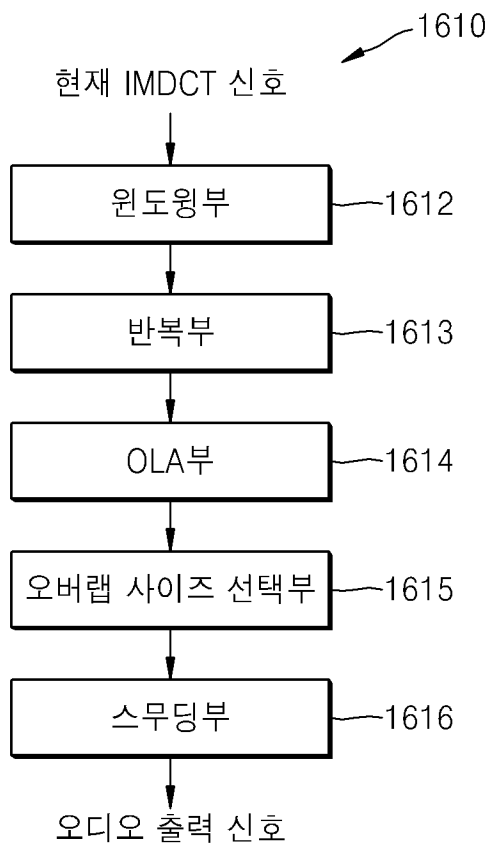 1610
현재 IMDCT 신호
윈도윙부
1612
반복부
1613
OLA부
1614
오버랩 사이즈 선택부
1615
스무딩부
1616
오디오 출력 신호